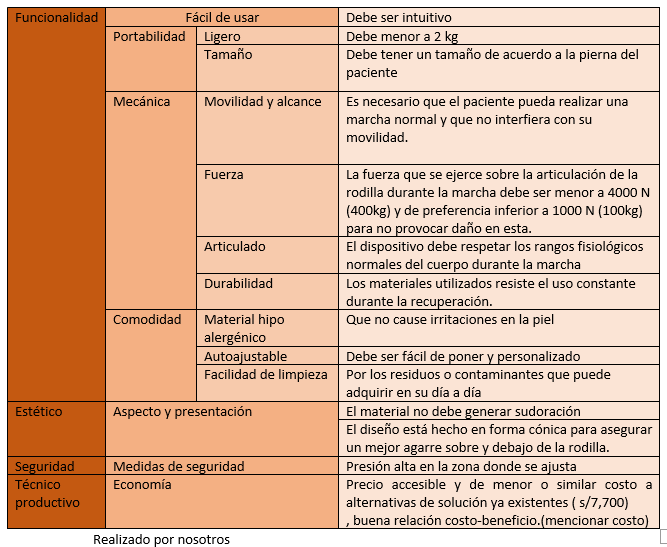 Funcionalidad Fácil de usar Debe ser intuitivo
Portabilidad Ligero Debe menor a 2 kg
Tamaño Debe tener un tamaño de acuerdo a la pierna del
paciente
Mecánica Movilidad y alcance Es necesario que el paciente pueda realizar una
marcha normal y que no interfiera con su
movilidad.
Fuerza La fuerza que se ejerce sobre la articulación de la
rodilla durante la marcha debe ser menor a 4000 N
(400kg) y de preferencia inferior a 1000 N (100kg)
para no provocar daño en esta.
Articulado El dispositivo debe respetar los rangos fisiológicos
normales del cuerpo durante la marcha
Durabilidad Los materiales utilizados resiste el uso constante
durante la recuperación.
Comodidad Material hipo Que no cause irritaciones en la piel
alergénico
Autoajustable Debe ser fácil de poner y personalizado
Facilidad de limpieza Por los residuos o contaminantes que puede
adquirir en su día a día
Estético Aspecto y presentación El material no debe generar sudoración
El diseño está hecho en forma cónica para asegurar
un mejor agarre sobre y debajo de la rodilla.
Seguridad Medidas de seguridad Presión alta en la zona donde se ajusta
Técnico Economía Precio accesible y de menor o similar costo a
productivo alternativas de solución ya existentes ( s/7,700)
, buena relación costo-beneficio.(mencionar costo)
Realizado por nosotros